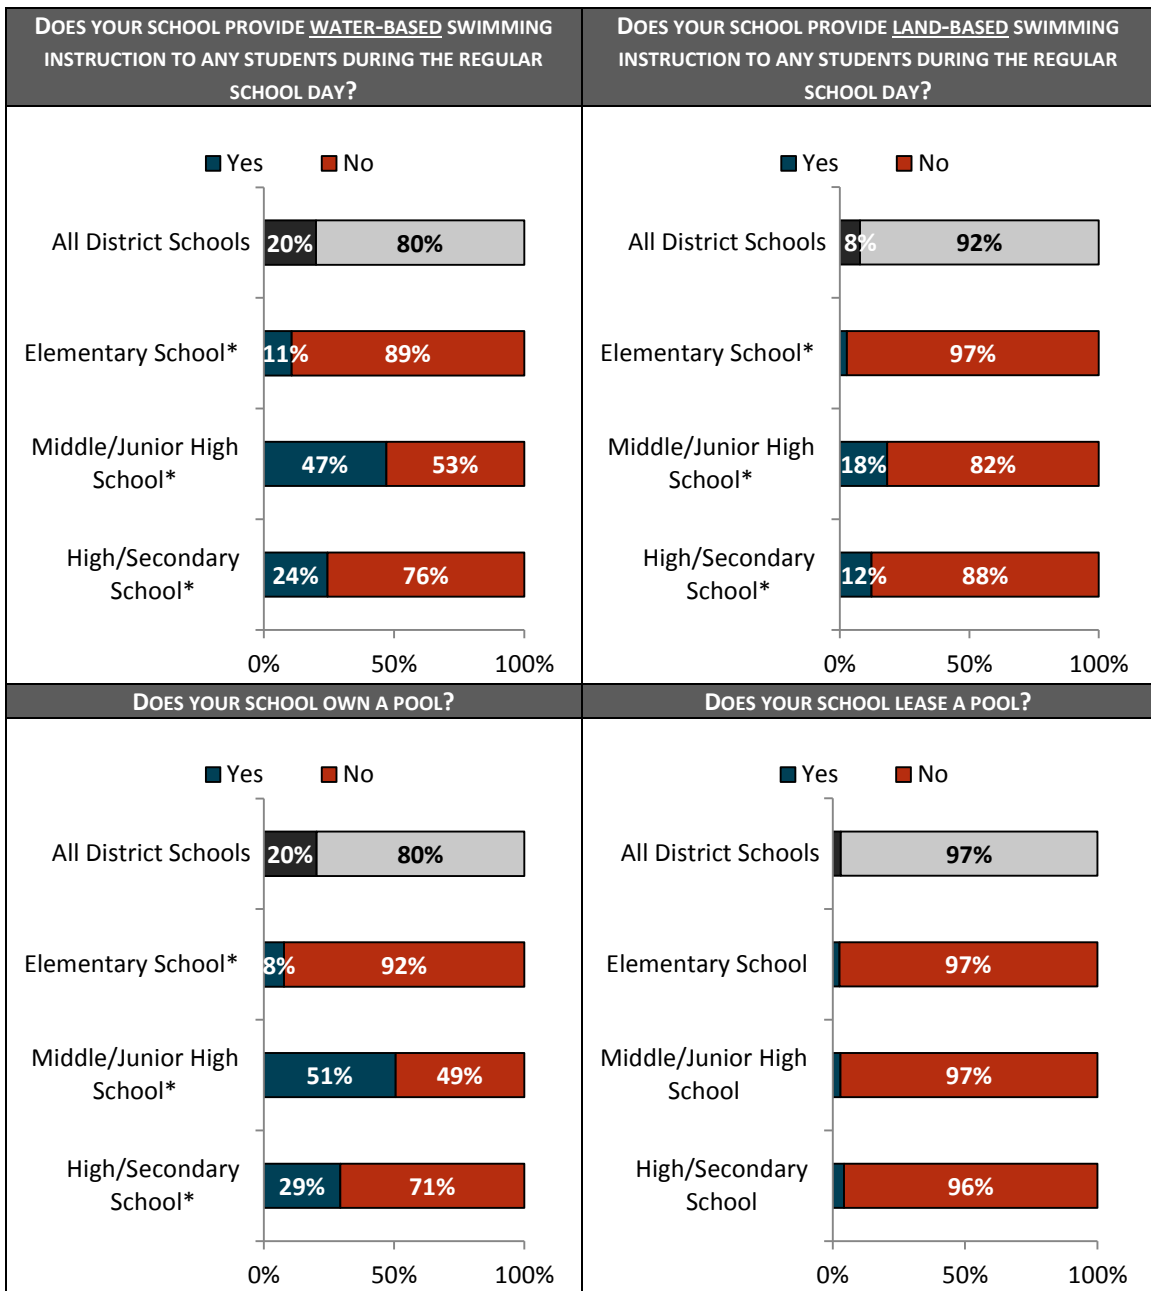 DOES YOUR SCHOOL PROVIDE WATER-BASED SWIMMING
INSTRUCTION TO ANY STUDENTS DURING THE REGULAR
SCHOOL DAY?
Yes No
All District Schools 20% 80%
Elementary School* 11% 89%
Middle/Junior High
School* 47% 53%
High/Secondary
School* 24% 76%
0% 50% 100%
DOES YOUR SCHOOL PROVIDE LAND-BASED SWIMMING
INSTRUCTION TO ANY STUDENTS DURING THE REGULAR
SCHOOL DAY?
Yes No
All District Schools 8% 92%
Elementary School* 97%
Middle/Junior High
School* 18% 82%
High/Secondary
School* 12% 88%
0% 50% 100%
DOES YOUR SCHOOL OWN A POOL?
Yes No
All District Schools 20% 80%
Elementary School* 8% 92%
Middle/Junior High
School* 51% 49%
High/Secondary
School* 29% 71%
0% 50% 100%
DOES YOUR SCHOOL LEASE A POOL?
Yes No
All District Schools 97%
Elementary School 97%
Middle/Junior High
School 97%
High/Secondary
School 96%
0% 50% 100%